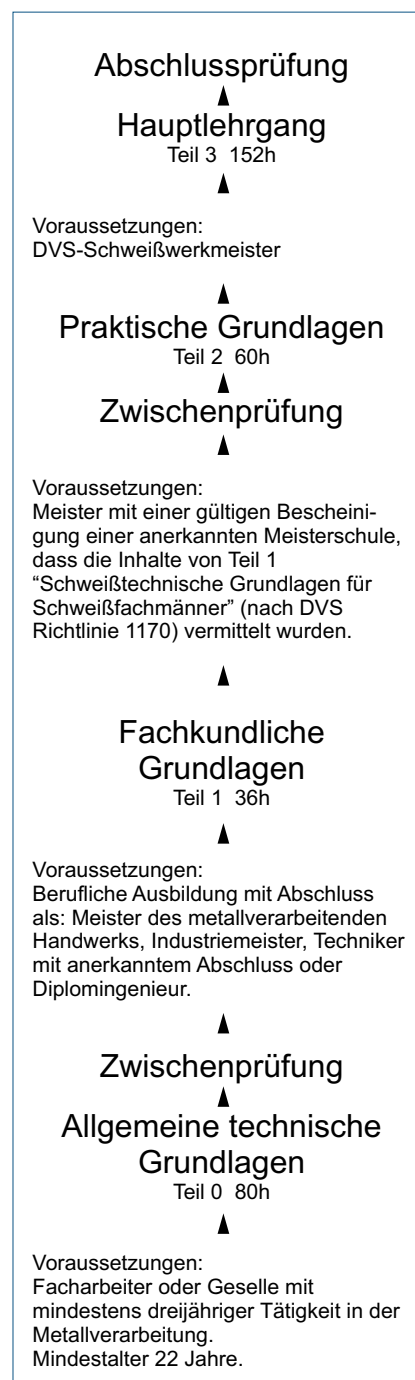 Abschlussprüfung
Hauptlehrgang
Teil 3 152h
Voraussetzungen:
DVS-Schweißwerkmeister
Praktische Grundlagen
Teil 2 60h
Zwischenprüfung
Voraussetzungen:
Meister mit einer gültigen Bescheini-
gung einer anerkannten Meisterschule,
dass die Inhalte von Teil 1
“Schweißtechnische Grundlagen für
Schweißfachmänner” (nach DVS
Richtlinie 1170) vermittelt wurden.
Fachkundliche
Grundlagen
Teil 1 36h
Voraussetzungen:
Berufliche Ausbildung mit Abschluss
als: Meister des metallverarbeitenden
Handwerks, Industriemeister, Techniker
mit anerkanntem Abschluss oder
Diplomingenieur.
Zwischenprüfung
Allgemeine technische
Grundlagen
Teil 0 80h
Voraussetzungen:
Facharbeiter oder Geselle mit
mindestens dreijähriger Tätigkeit in der
Metallverarbeitung.
Mindestalter 22 Jahre.